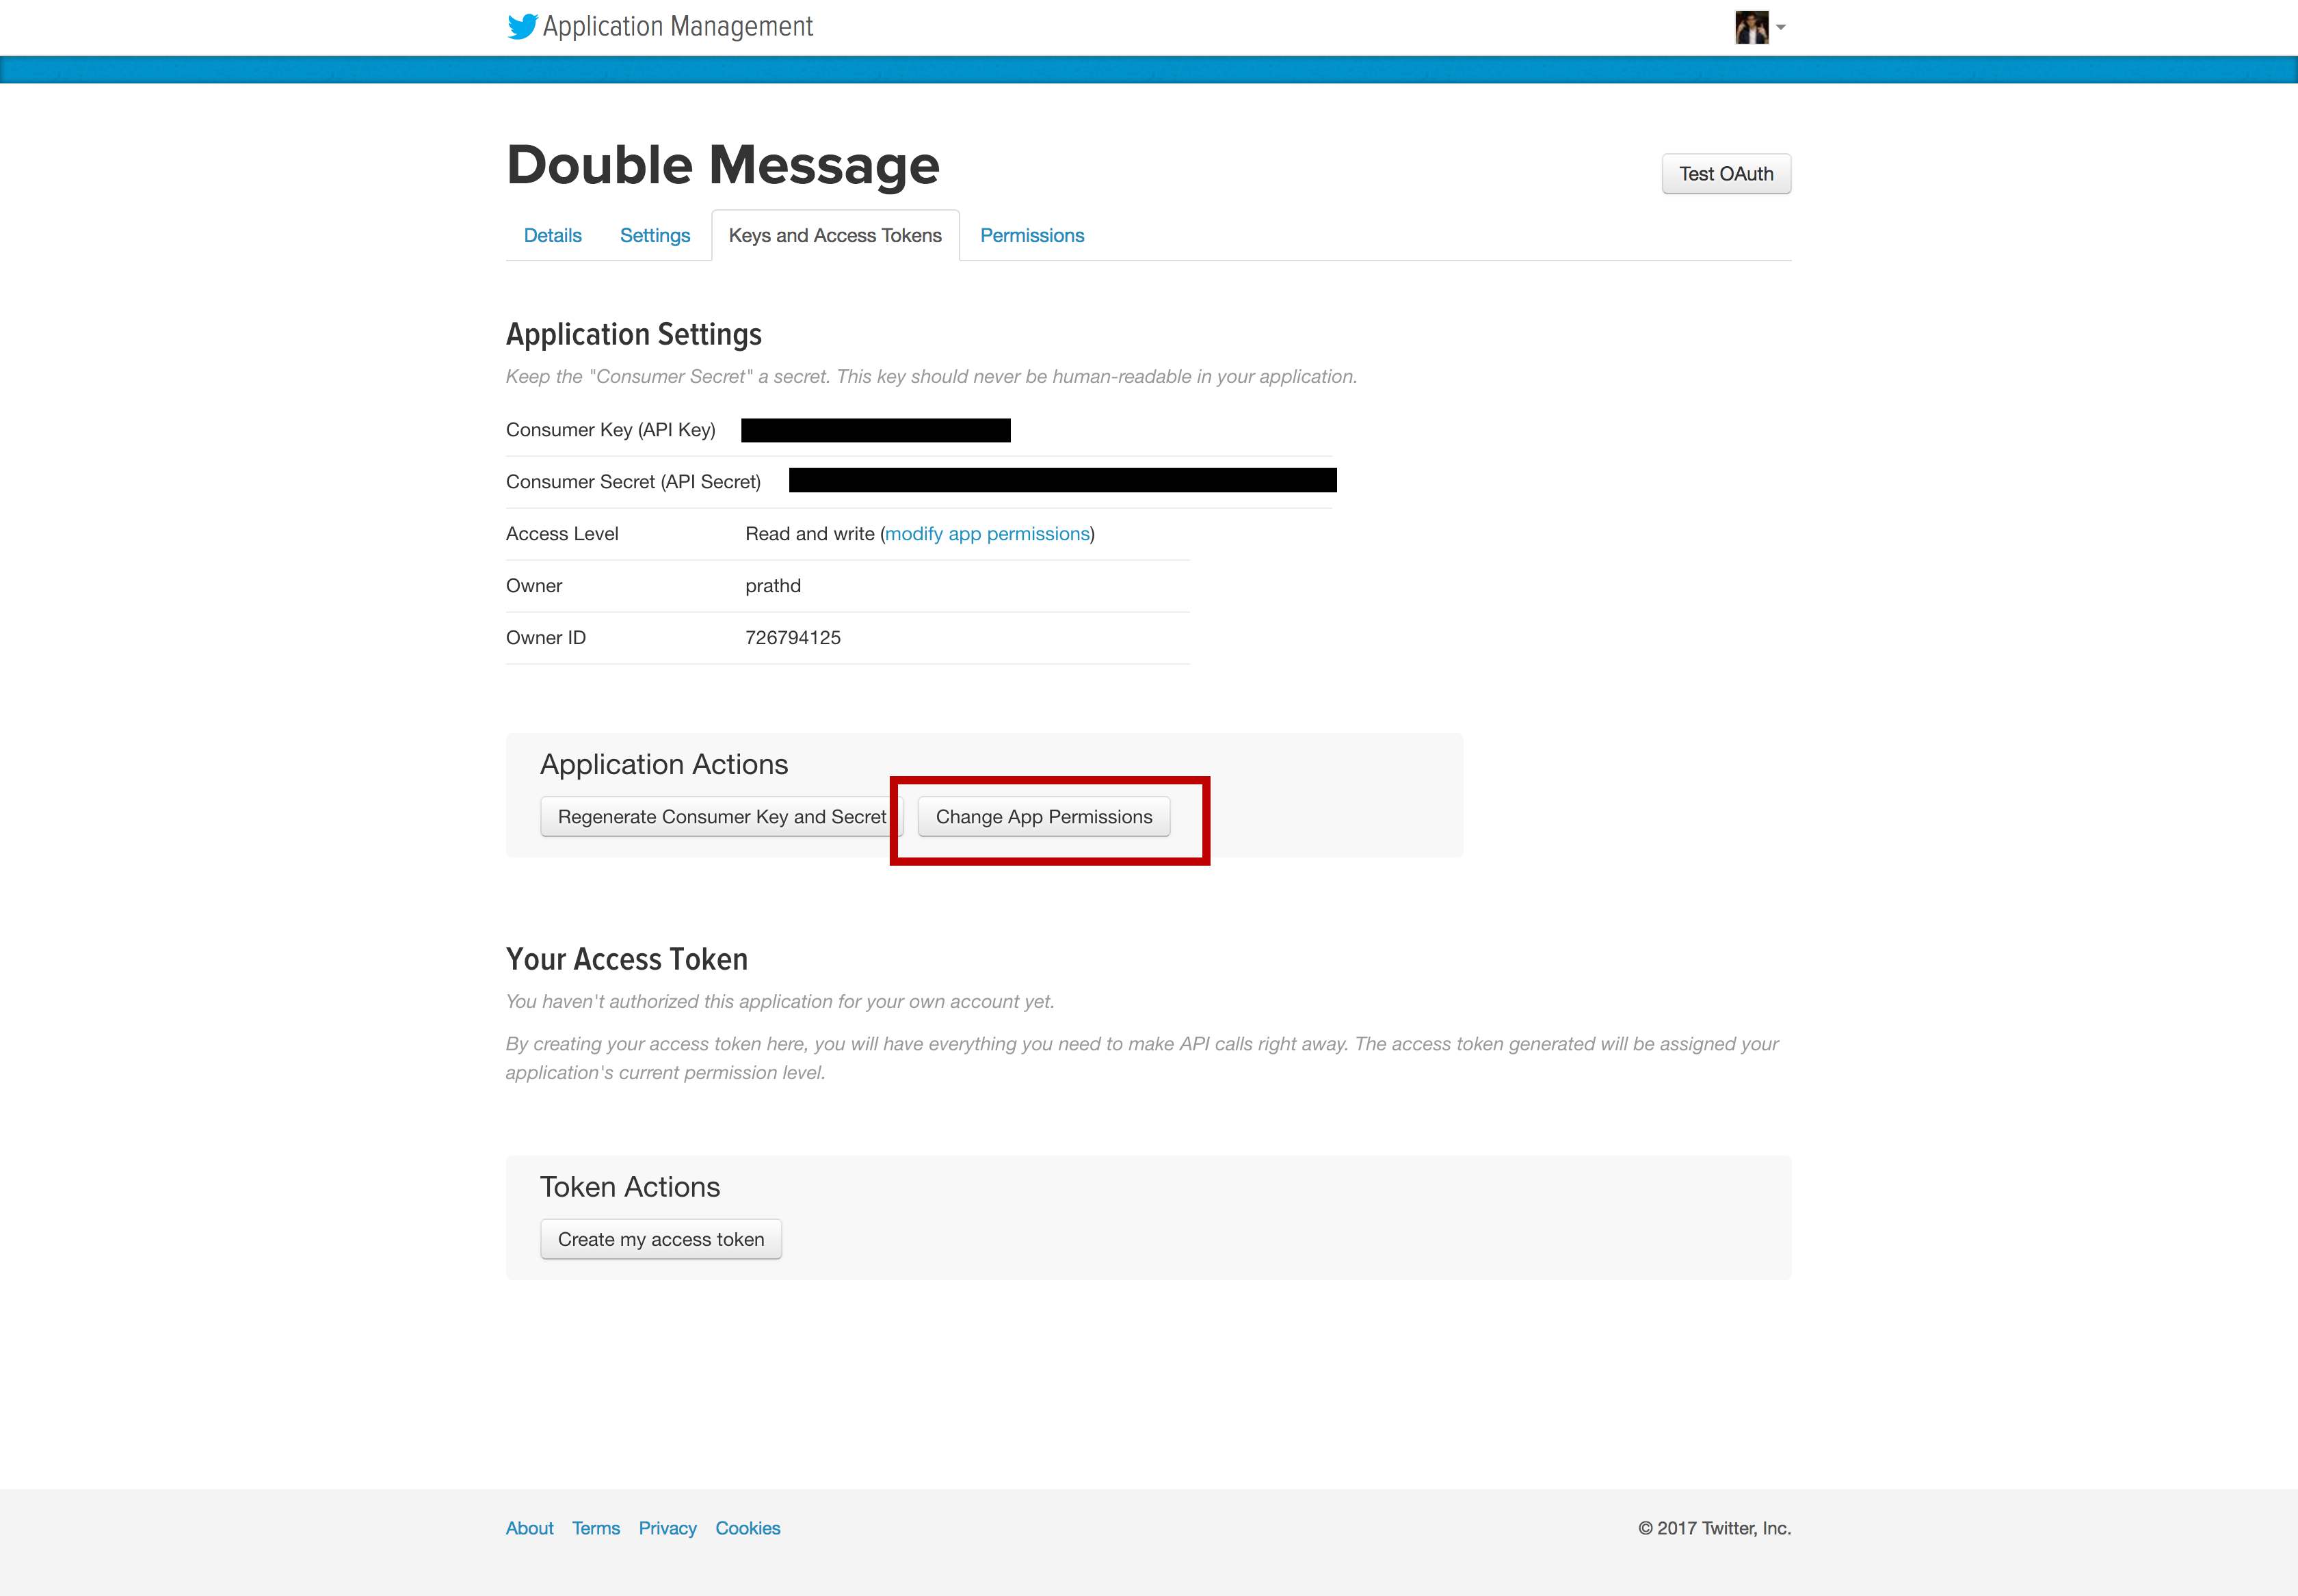 Application Management
Double Message
Test OAuth
Details Settings Keys and Access Tokens Permissions
Application Settings
Keep the "Consumer Secret" a secret. This key should never be human-readable in your application.
Consumer Key (API Key)
Consumer Secret (API Secret)
Access Level Read and write (modify app permissions)
Owner prathd
Owner ID 726794125
Application Actions
Regenerate Consumer Key and Secret Change App Permissions
Your Access Token
You haven't authorized this application for your own account yet.
By creating your access token here, you will have everything you need to make API calls right away. The access token generated will be assigned your
application's current permission level.
Token Actions
Create my access token
About Terms Privacy Cookies © 2017 Twitter, Inc.